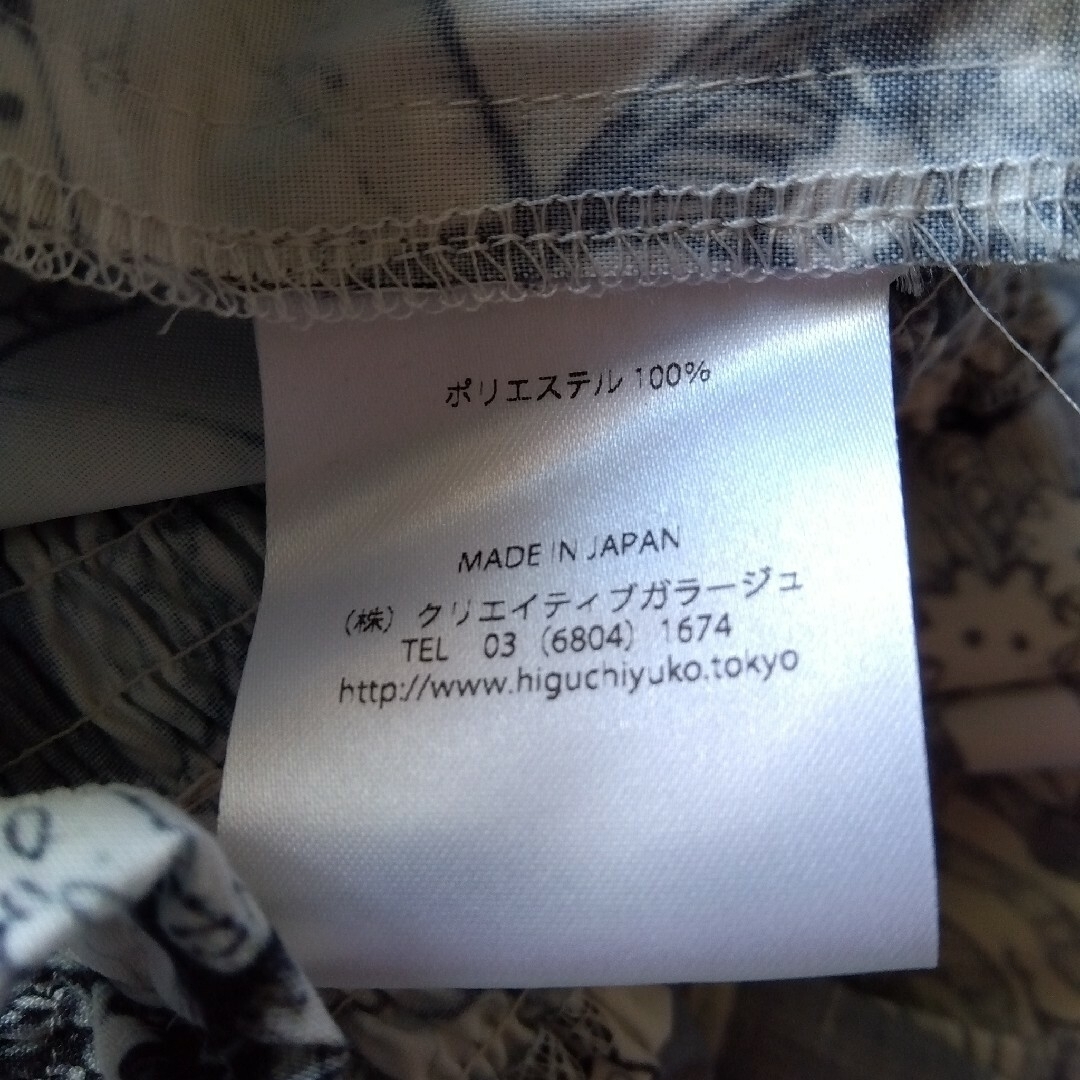 ポリエステル 100%
MADE IN JAPAN
（株）クリエイティブガラージュ
TEL 03（6804）1674
http://www.higuchiyuko.tokyo